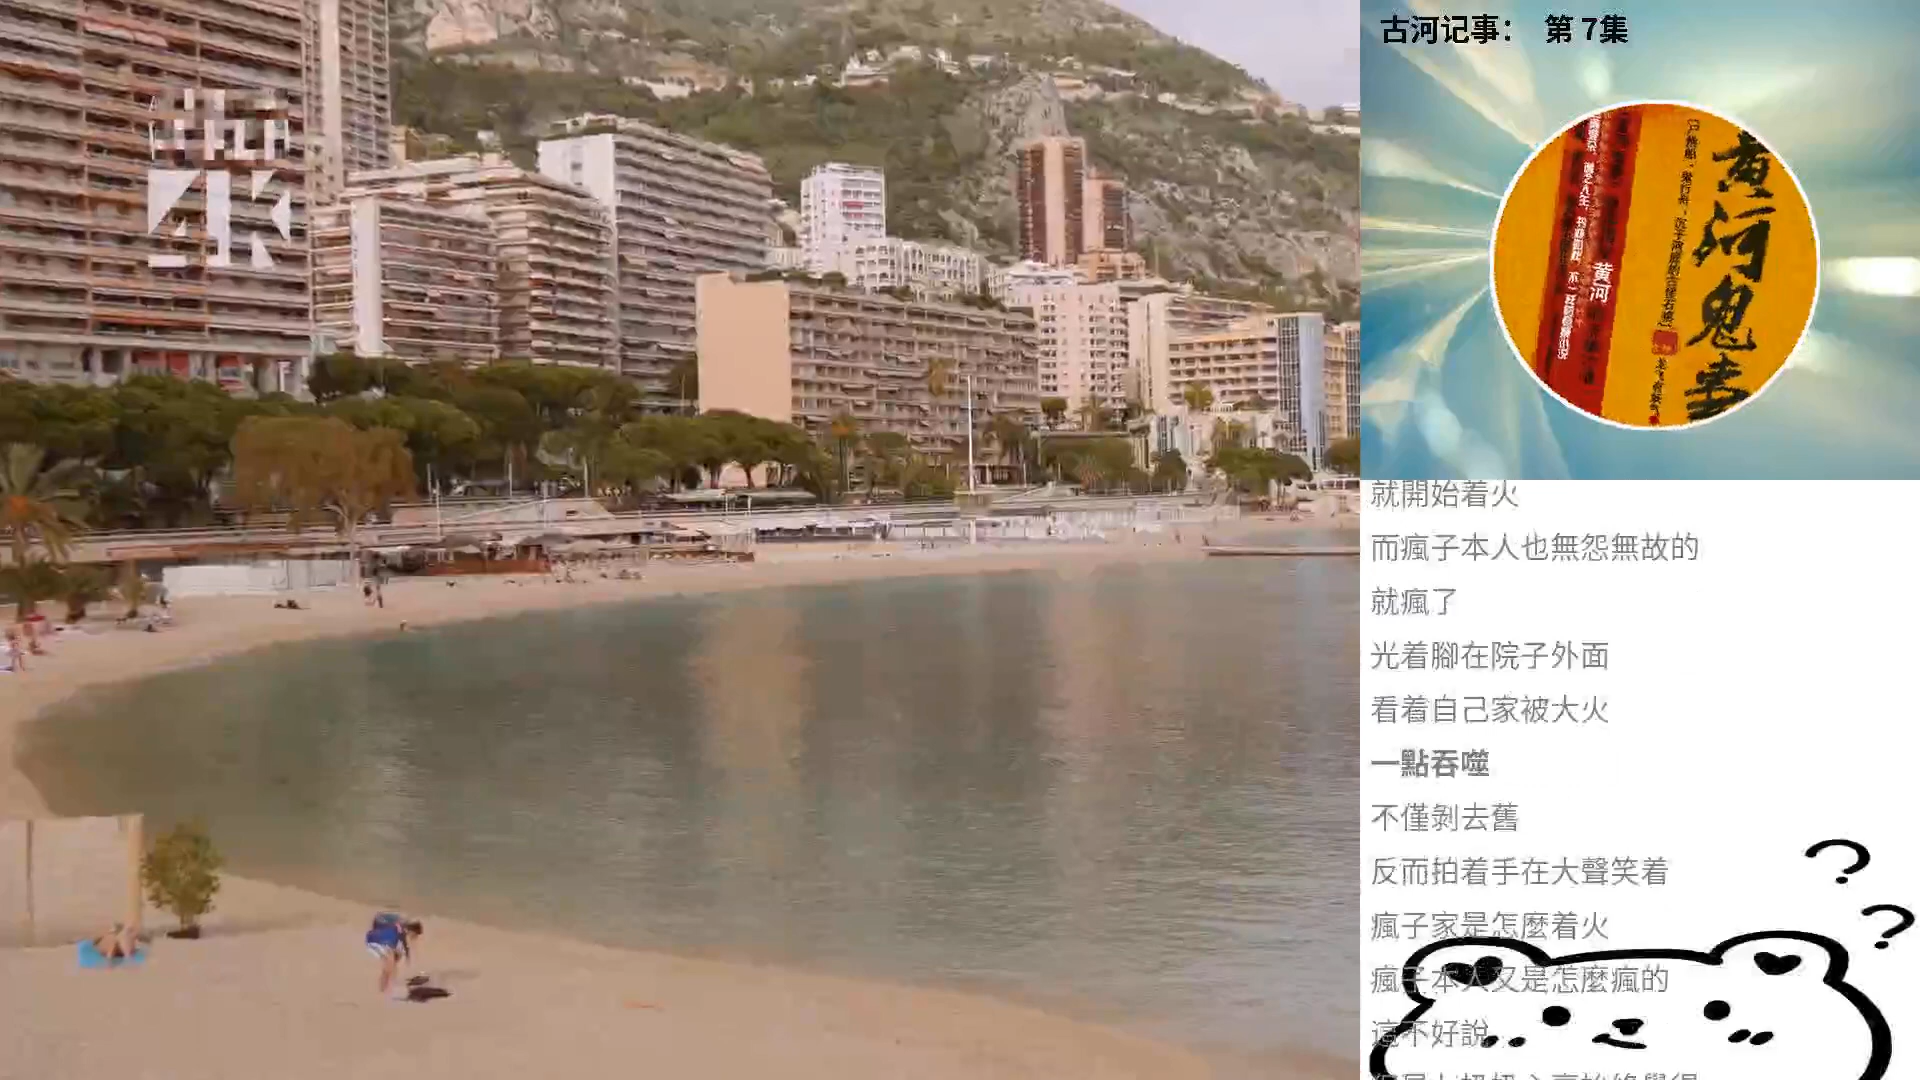 4K
古河记事： 第 7集
黄河鬼事
黄河
就開始着火
而瘋子本人也無怨無故的
就瘋了
光着腳在院子外面
看着自己家被大火
一點吞噬
不僅剝去舊
反而拍着手在大聲笑着
瘋子家是怎麼着火
瘋子本人又是怎麼瘋的
這不好說
? ?